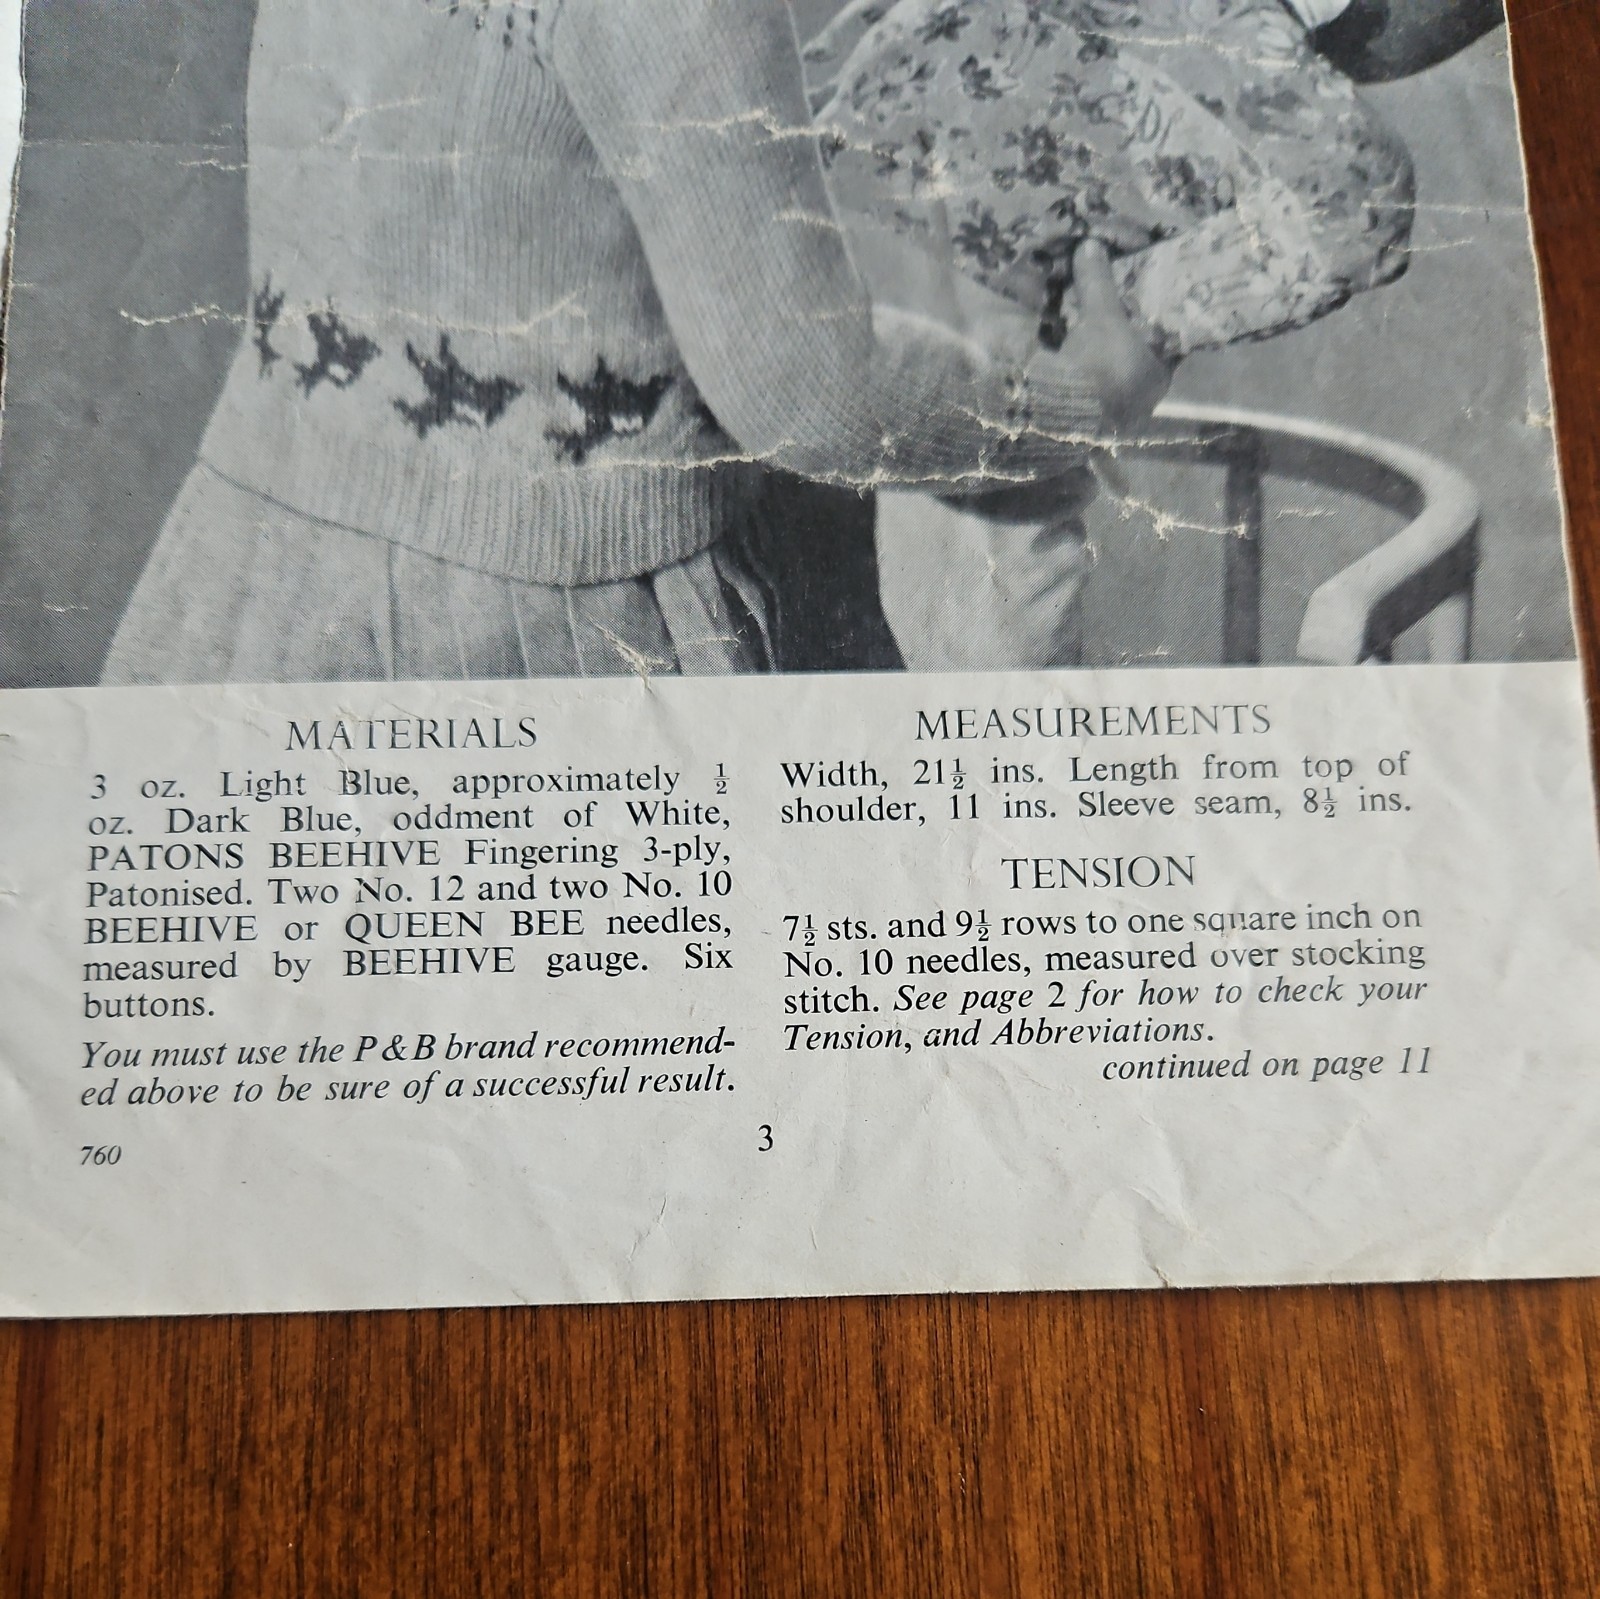 MATERIALS
3 oz. Light Blue, approximately ½
oz. Dark Blue, oddment of White,
PATONS BEEHIVE Fingering 3-ply,
Patonised. Two No. 12 and two No. 10
BEEHIVE or QUEEN BEE needles,
measured by BEEHIVE gauge. Six
buttons.
You must use the P & B brand recommend-
ed above to be sure of a successful result.
MEASUREMENTS
Width, 21½ ins. Length from top of
shoulder, 11 ins. Sleeve seam, 8½ ins.
TENSION
7½ sts. and 9½ rows to one square inch on
No. 10 needles, measured over stocking
stitch. See page 2 for how to check your
Tension, and Abbreviations.
continued on page 11
3
760